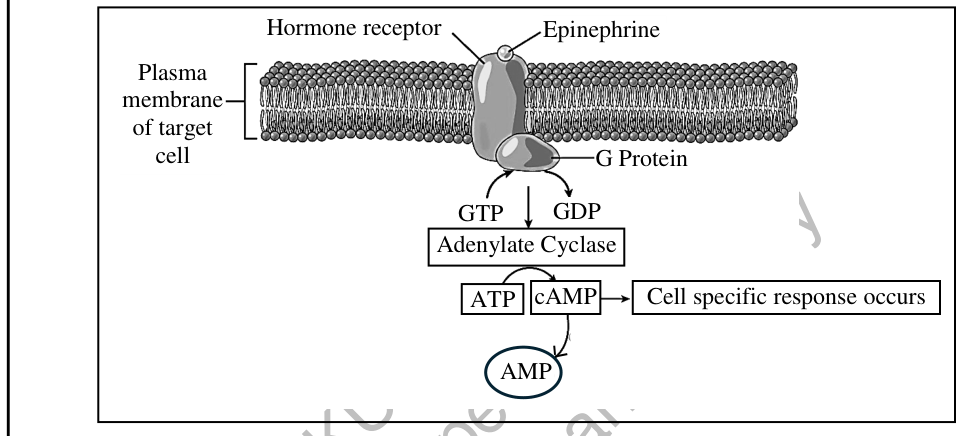 Hormone receptor
Epinephrine
Plasma
membrane
of target
cell
G Protein
GTP
GDP
Adenylate Cyclase
ATP
cAMP
Cell specific response occurs
AMP